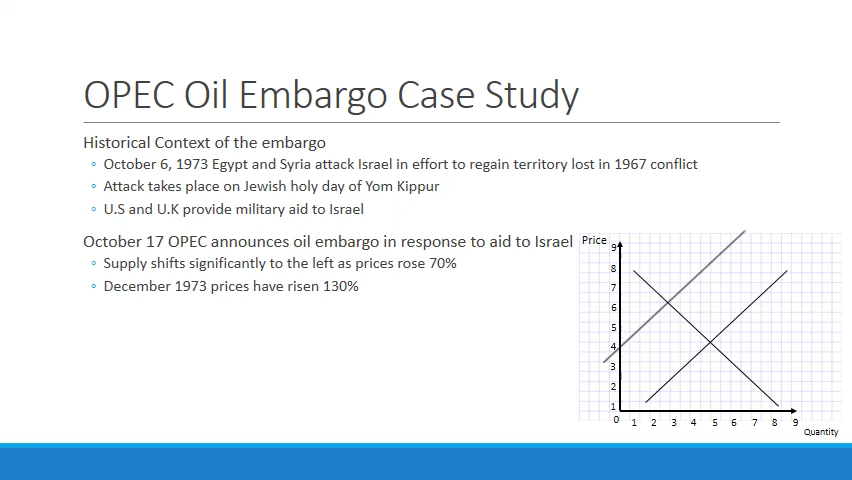 OPEC Oil Embargo Case Study
Historical Context of the embargo
◦ October 6, 1973 Egypt and Syria attack Israel in effort to regain territory lost in 1967 conflict
◦ Attack takes place on Jewish holy day of Yom Kippur
◦ U.S and U.K provide military aid to Israel
October 17 OPEC announces oil embargo in response to aid to Israel
◦ Supply shifts significantly to the left as prices rose 70%
◦ December 1973 prices have risen 130%
Price
9
8
7
6
5
4
3
2
1
0 1 2 3 4 5 6 7 8 9
Quantity